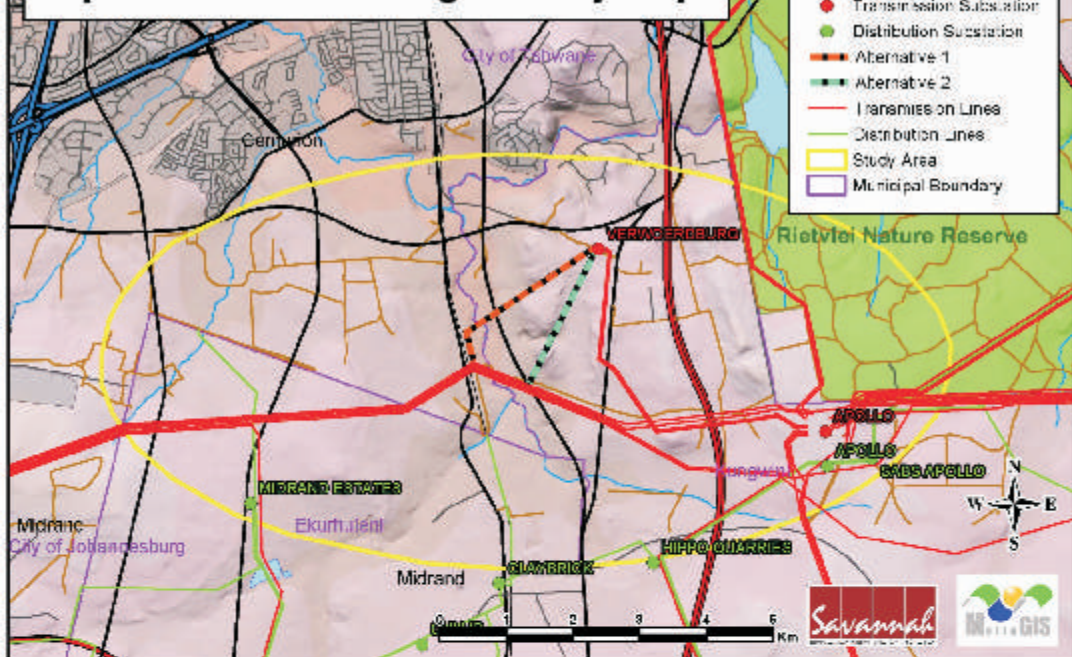 Transmission Substation
Distribution Substation
Alternative 1
Alternative 2
Transmission Lines
Distribution Lines
Study Area
Municipal Boundary
City of Tshwane
Centurion
VERWOERDBURG
Rietvlei Nature Reserve
APOLLO
APOLLO
SABS APOLLO
MIDRAND ESTATES
Midrand
City of Johannesburg
HIPPO QUARRIES
CLAYBRICK
Midrand
N
W E
S
0 1 2 3 4 5
Km
Savannah